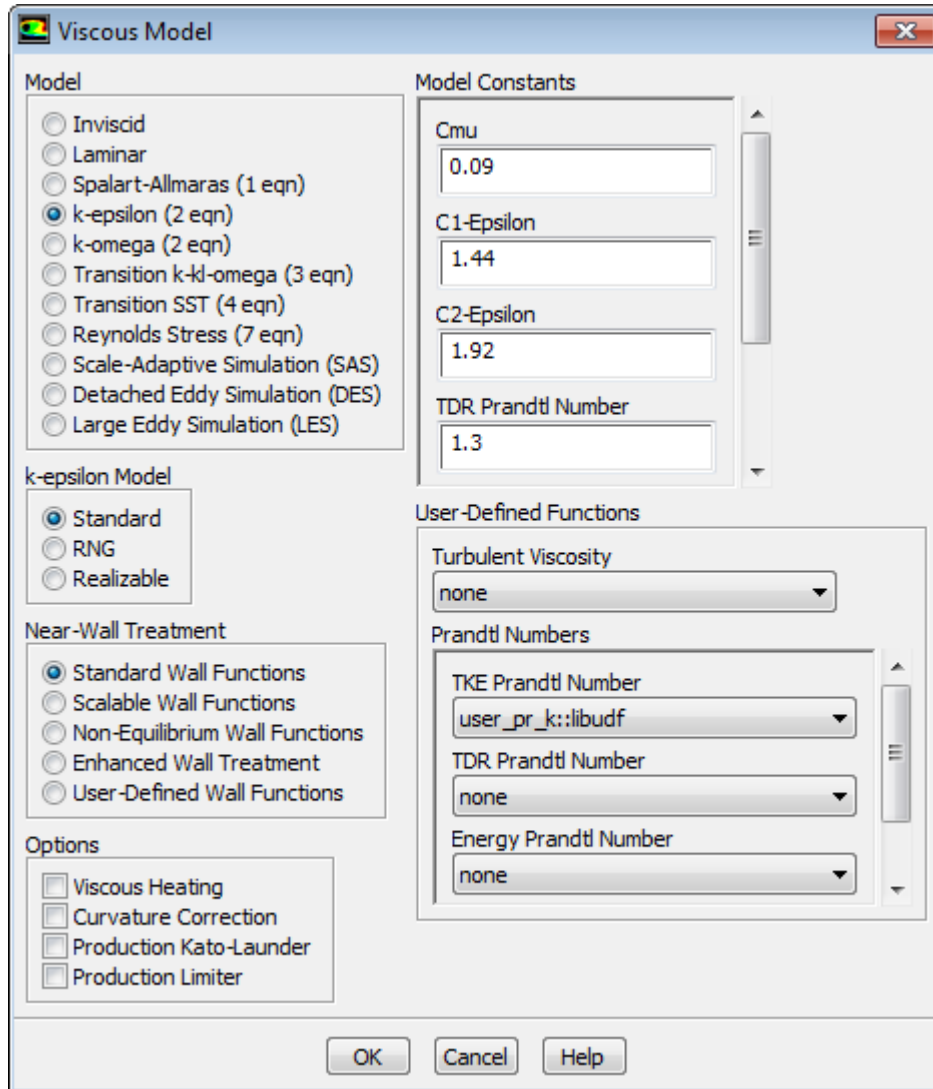 Viscous Model
Model
Inviscid
Laminar
Spalart-Allmaras (1 eqn)
k-epsilon (2 eqn)
k-omega (2 eqn)
Transition k-kl-omega (3 eqn)
Transition SST (4 eqn)
Reynolds Stress (7 eqn)
Scale-Adaptive Simulation (SAS)
Detached Eddy Simulation (DES)
Large Eddy Simulation (LES)
k-epsilon Model
Standard
RNG
Realizable
Near-Wall Treatment
Standard Wall Functions
Scalable Wall Functions
Non-Equilibrium Wall Functions
Enhanced Wall Treatment
User-Defined Wall Functions
Options
Viscous Heating
Curvature Correction
Production Kato-Launder
Production Limiter
Model Constants
Cmu
0.09
C1-Epsilon
1.44
C2-Epsilon
1.92
TDR Prandtl Number
1.3
User-Defined Functions
Turbulent Viscosity
none
Prandtl Numbers
TKE Prandtl Number
user_pr_k::libudf
TDR Prandtl Number
none
Energy Prandtl Number
none
OK
Cancel
Help